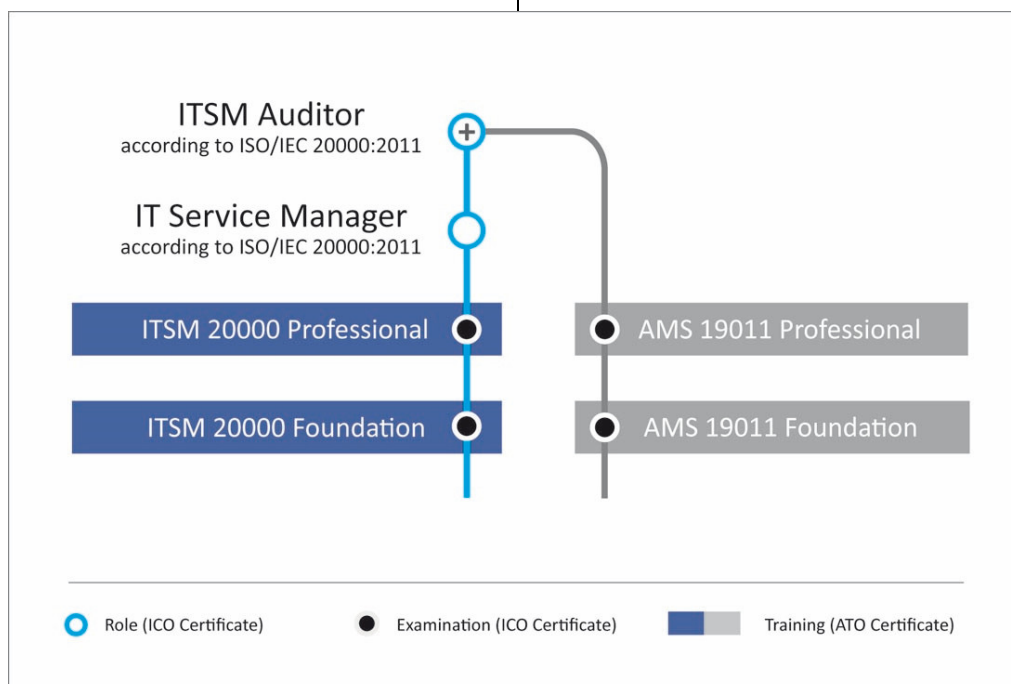 ITSM Auditor
according to ISO/IEC 20000:2011
IT Service Manager
according to ISO/IEC 20000:2011
ITSM 20000 Professional
AMS 19011 Professional
ITSM 20000 Foundation
AMS 19011 Foundation
Role (ICO Certificate)
Examination (ICO Certificate)
Training (ATO Certificate)